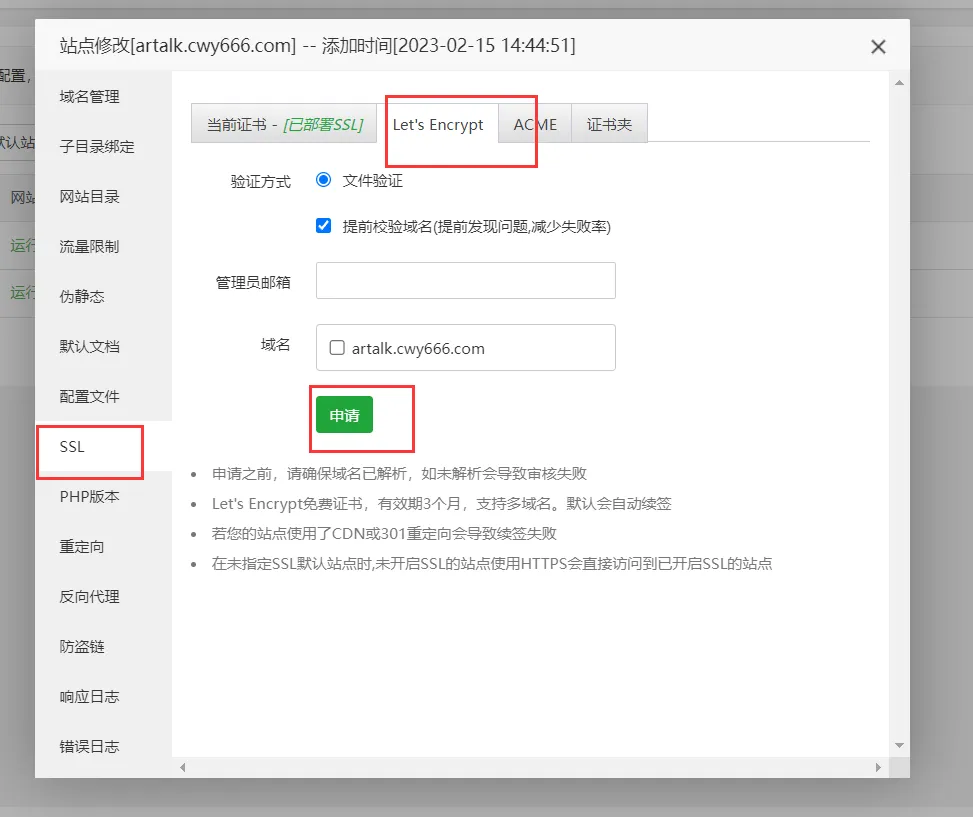 站点修改[artalk.cwy666.com] -- 添加时间[2023-02-15 14:44:51]
配置,
默认站
网站
运行
运行
域名管理
子目录绑定
网站目录
流量限制
伪静态
默认文档
配置文件
SSL
PHP版本
重定向
反向代理
防盗链
响应日志
错误日志
当前证书 - [已部署SSL]
Let's Encrypt
ACME
证书夹
验证方式
文件验证
提前校验域名(提前发现问题,减少失败率)
管理员邮箱
域名
artalk.cwy666.com
申请
申请之前，请确保域名已解析，如未解析会导致审核失败
Let's Encrypt免费证书，有效期3个月，支持多域名。默认会自动续签
若您的站点使用了CDN或301重定向会导致续签失败
在未指定SSL默认站点时,未开启SSL的站点使用HTTPS会直接访问到已开启SSL的站点